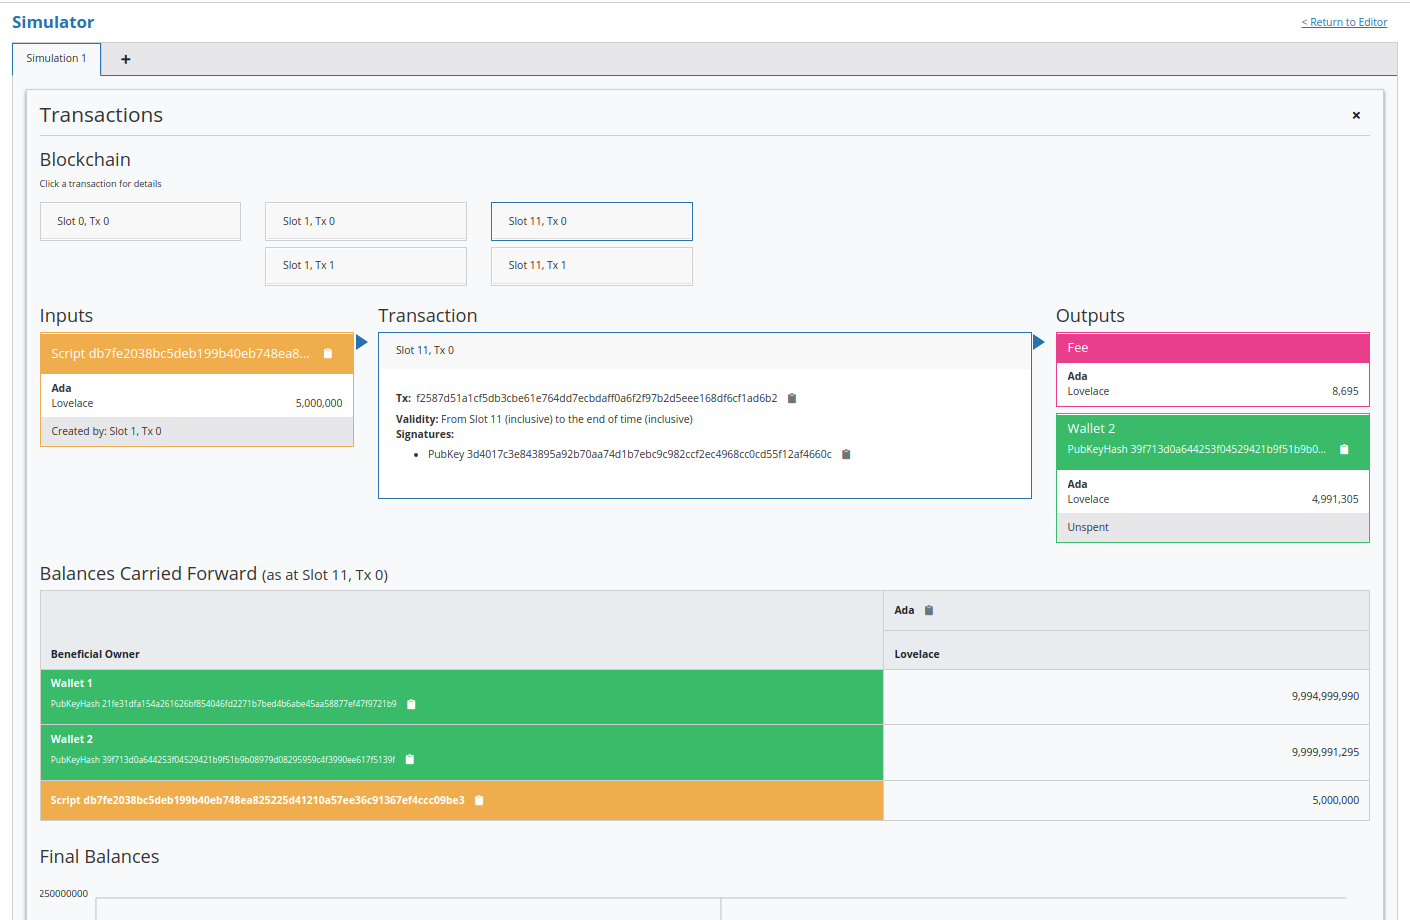 Simulator
< Return to Editor
Simulation 1
+
Transactions
×
Blockchain
Click a transaction for details
Slot 0, Tx 0
Slot 1, Tx 0
Slot 11, Tx 0
Slot 1, Tx 1
Slot 11, Tx 1
Inputs
Script db7fe2038bc5deb199b40eb748ea8...
Ada
Lovelace 5,000,000
Created by: Slot 1, Tx 0
Transaction
Slot 11, Tx 0
Tx: f2587d51a1cf5db3cbe61e764dd7ecbdaff0a6f2f97b2d5eee168df6cf1ad6b2
Validity: From Slot 11 (inclusive) to the end of time (inclusive)
Signatures:
• PubKey 3d4017c3e843895a92b70aa74d1b7ebc9c982ccf2ec4968cc0cd55f12af4660c
Outputs
Fee
Ada
Lovelace 8,695
Wallet 2
PubKeyHash 39f713d0a644253f04529421b9f51b9b0...
Ada
Lovelace 4,991,305
Unspent
Balances Carried Forward (as at Slot 11, Tx 0)
Ada
Beneficial Owner Lovelace
Wallet 1
PubKeyHash 21fe31dfa154a261626bf854046fd2271b7bed4b6abe45aa58877ef47f9721b9
9,994,999,990
Wallet 2
PubKeyHash 39f713d0a644253f04529421b9f51b9b08979d08295959c4f3990ee617f5139f
9,999,991,295
Script db7fe2038bc5deb199b40eb748ea825225d41210a57ee36c91367ef4ccc09be3
5,000,000
Final Balances
250000000